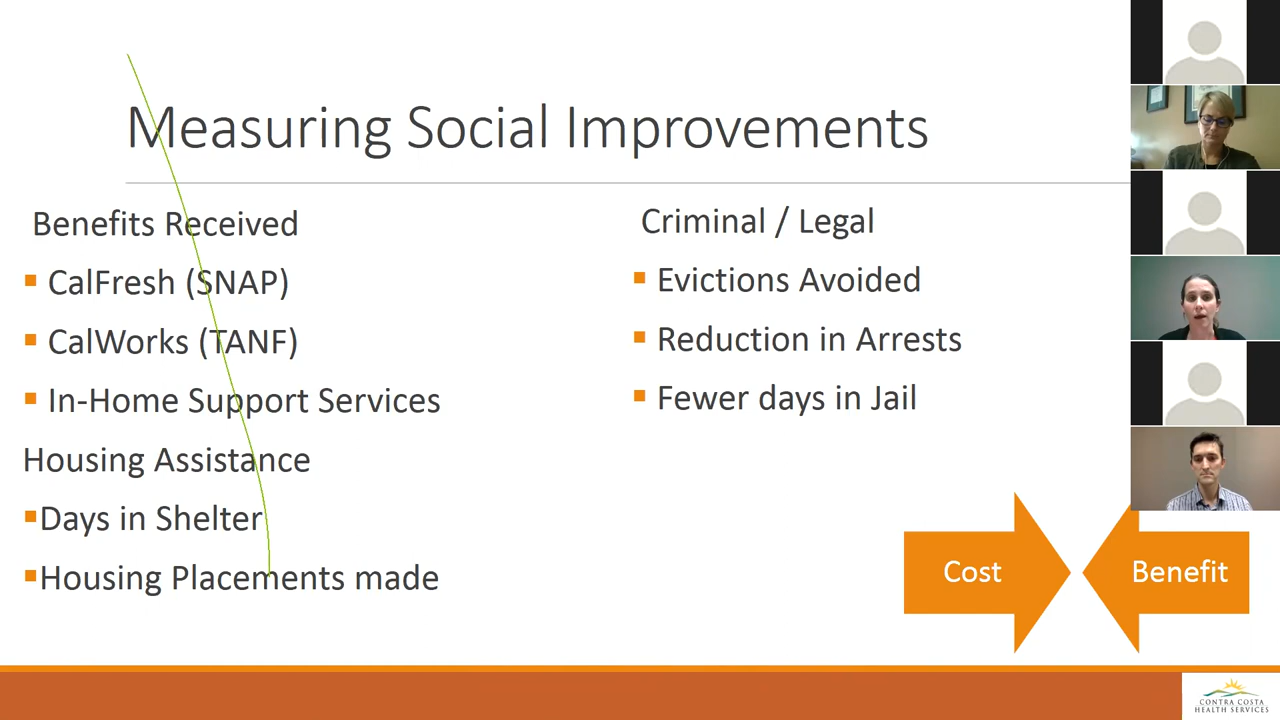 Measuring Social Improvements
Benefits Received
CalFresh (SNAP)
CalWorks (TANF)
In-Home Support Services
Housing Assistance
Days in Shelter
Housing Placements made
Criminal / Legal
Evictions Avoided
Reduction in Arrests
Fewer days in Jail
Cost
Benefit
CONTRA COSTA
HEALTH SERVICES